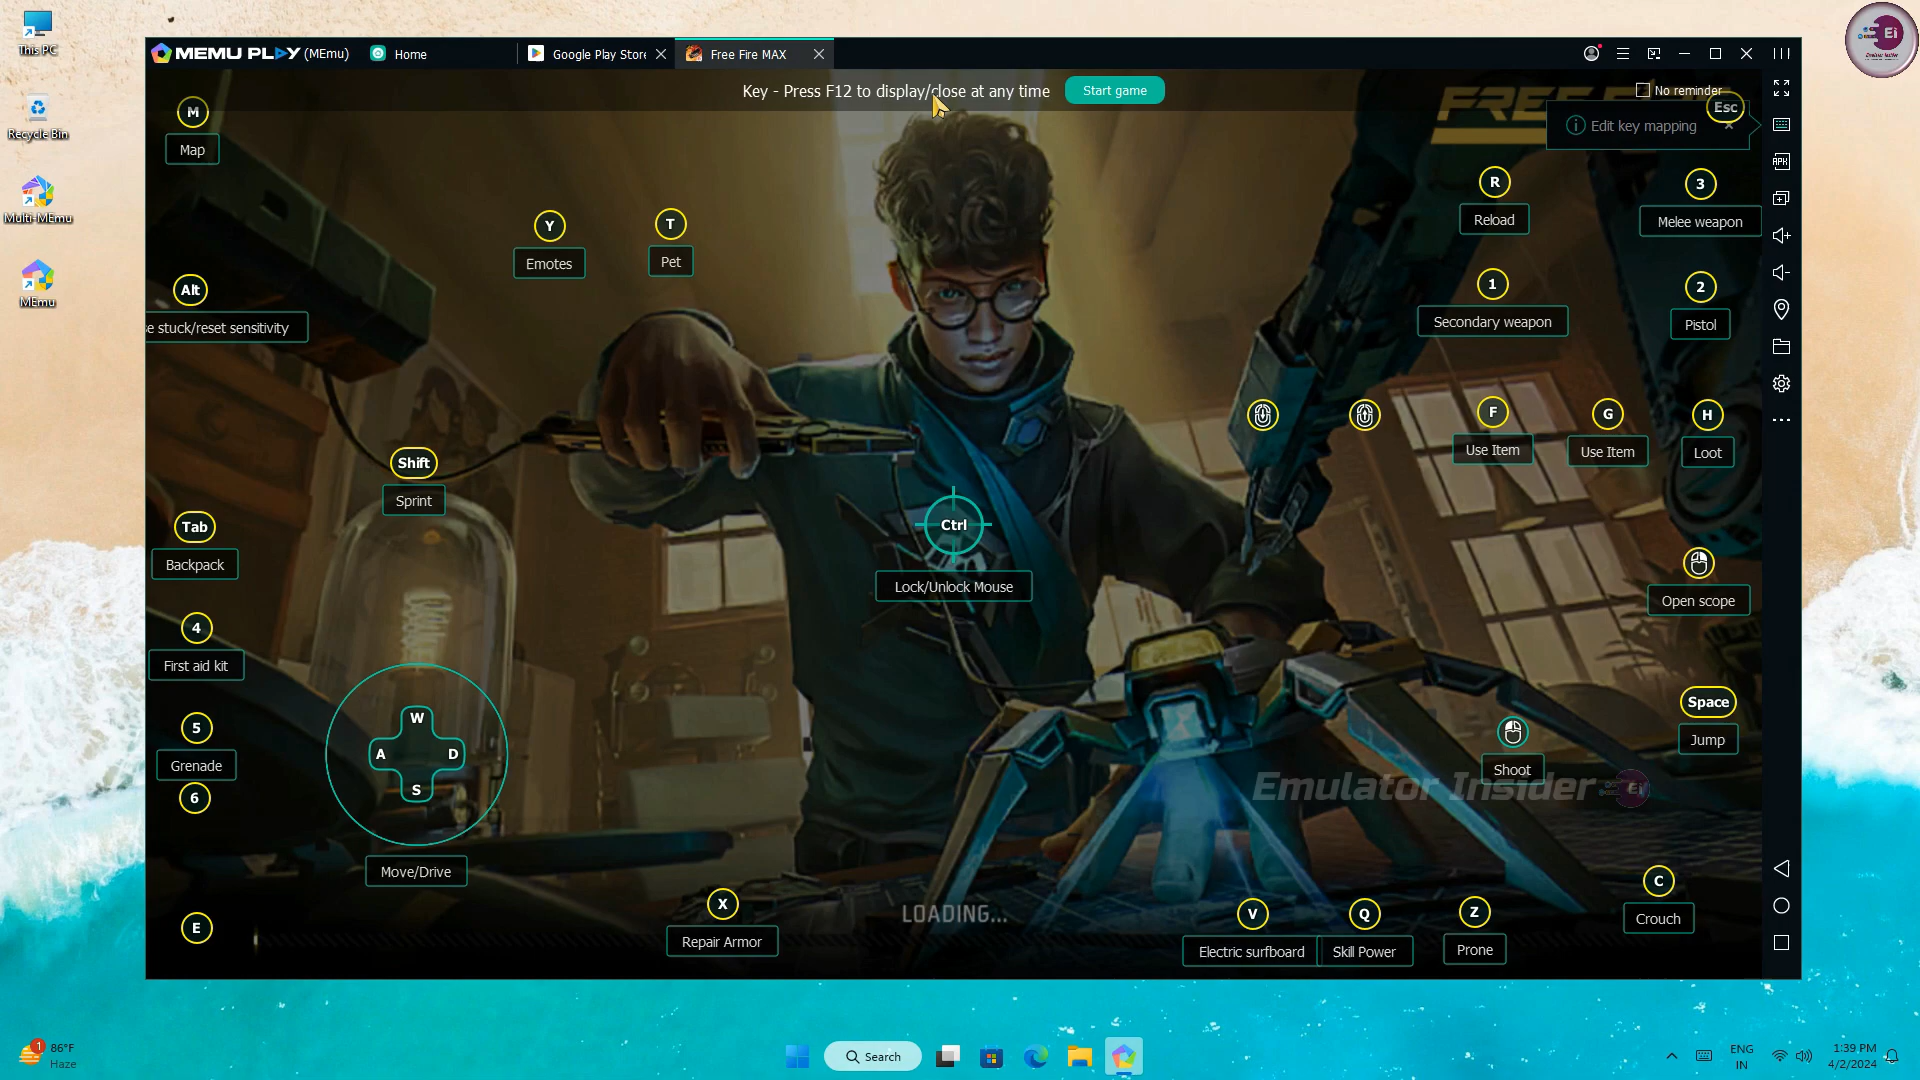 This PC
Recycle Bin
Multi-MEmu
MEmu
MEMU PLAY (MEmu)
Home
Google Play Store
Free Fire MAX
Key - Press F12 to display/close at any time
Start game
No reminder
Esc
Edit key mapping
FREE
APK
Ei
M
Map
R
Reload
3
Melee weapon
Y
Emotes
T
Pet
Alt
e stuck/reset sensitivity
1
Secondary weapon
2
Pistol
F
Use Item
G
Use Item
H
Loot
Shift
Sprint
Tab
Backpack
Ctrl
Lock/Unlock Mouse
Open scope
4
First aid kit
5
Grenade
6
W
A
D
S
Move/Drive
Space
Jump
Shoot
Emulator Insider
Ei
C
Crouch
E
X
Repair Armor
LOADING...
V
Electric surfboard
Q
Skill Power
Z
Prone
1
86°F
Haze
Search
ENG
IN
1:39 PM
4/2/2024